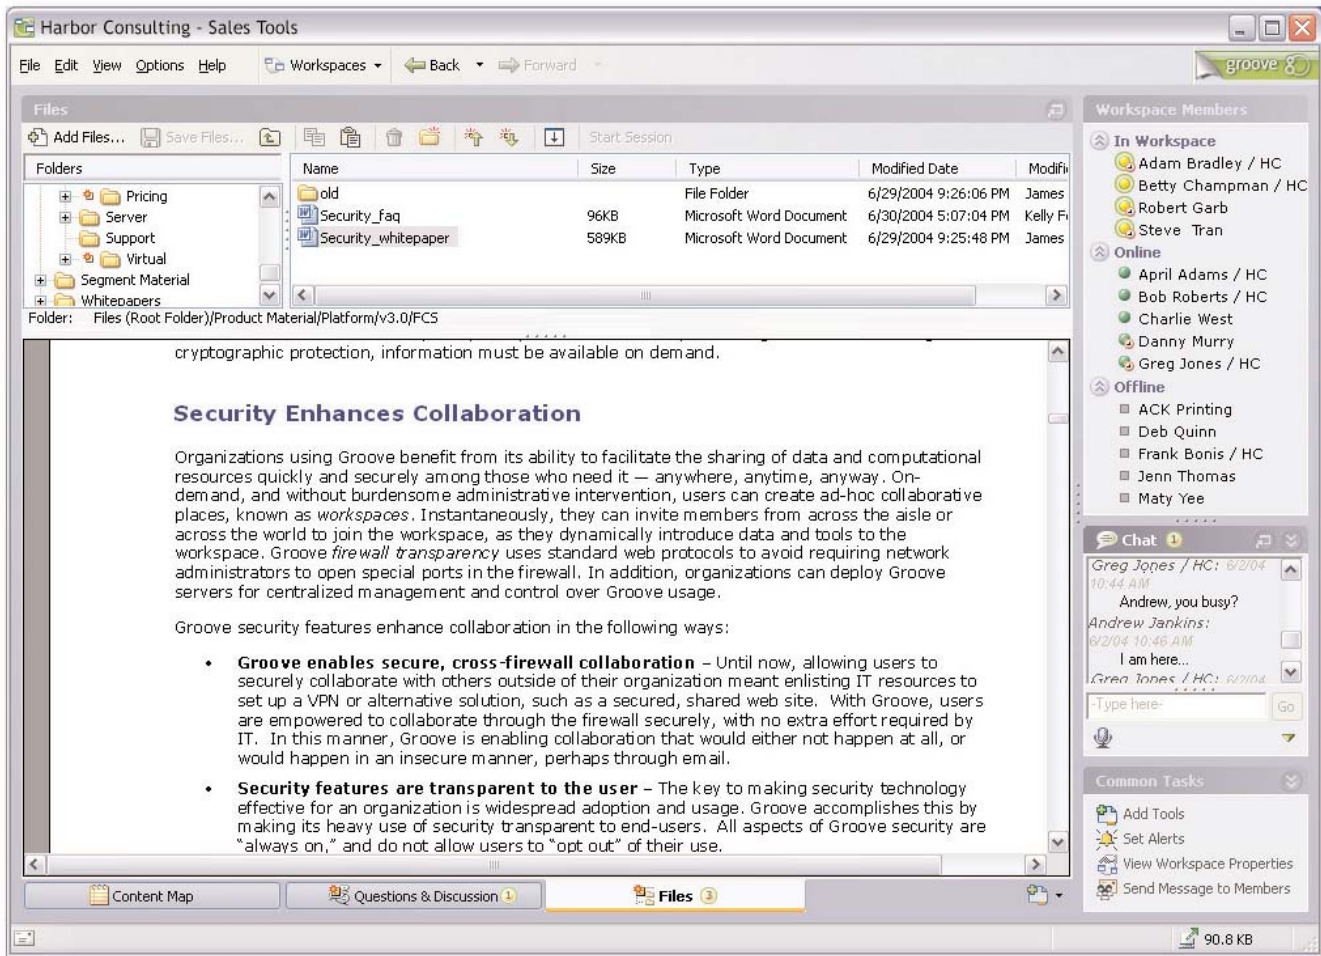 Harbor Consulting - Sales Tools
File Edit View Options Help Workspaces Back Forward
groove
Files
Add Files... Save Files... Start Session
Folders
Pricing
Server
Support
Virtual
Segment Material
Whitepapers
Name Size Type Modified Date Modifi
old File Folder 6/29/2004 9:26:06 PM James
Security_faq 96KB Microsoft Word Document 6/30/2004 5:07:04 PM Kelly Fi
Security_whitepaper 589KB Microsoft Word Document 6/29/2004 9:25:48 PM James
Folder: Files (Root Folder)/Product Material/Platform/v3.0/FCS
cryptographic protection, information must be available on demand.
Security Enhances Collaboration
Organizations using Groove benefit from its ability to facilitate the sharing of data and computational
resources quickly and securely among those who need it — anywhere, anytime, anyway. On-
demand, and without burdensome administrative intervention, users can create ad-hoc collaborative
places, known as workspaces. Instantaneously, they can invite members from across the aisle or
across the world to join the workspace, as they dynamically introduce data and tools to the
workspace. Groove firewall transparency uses standard web protocols to avoid requiring network
administrators to open special ports in the firewall. In addition, organizations can deploy Groove
servers for centralized management and control over Groove usage.
Groove security features enhance collaboration in the following ways:
• Groove enables secure, cross-firewall collaboration – Until now, allowing users to
securely collaborate with others outside of their organization meant enlisting IT resources to
set up a VPN or alternative solution, such as a secured, shared web site. With Groove, users
are empowered to collaborate through the firewall securely, with no extra effort required by
IT. In this manner, Groove is enabling collaboration that would either not happen at all, or
would happen in an insecure manner, perhaps through email.
• Security features are transparent to the user – The key to making security technology
effective for an organization is widespread adoption and usage. Groove accomplishes this by
making its heavy use of security transparent to end-users. All aspects of Groove security are
"always on," and do not allow users to "opt out" of their use.
Content Map
Questions & Discussion 1
Files 3
Workspace Members
In Workspace
Adam Bradley / HC
Betty Champman / HC
Robert Garb
Steve Tran
Online
April Adams / HC
Bob Roberts / HC
Charlie West
Danny Murry
Greg Jones / HC
Offline
ACK Printing
Deb Quinn
Frank Bonis / HC
Jenn Thomas
Maty Yee
Chat 1
Greg Jones / HC: 6/2/04
10:44 AM
Andrew, you busy?
Andrew Jankins:
6/2/04 10:46 AM
I am here...
Greg Jones / HC: 6/2/04
-Type here- Go
Common Tasks
Add Tools
Set Alerts
View Workspace Properties
Send Message to Members
90.8 KB